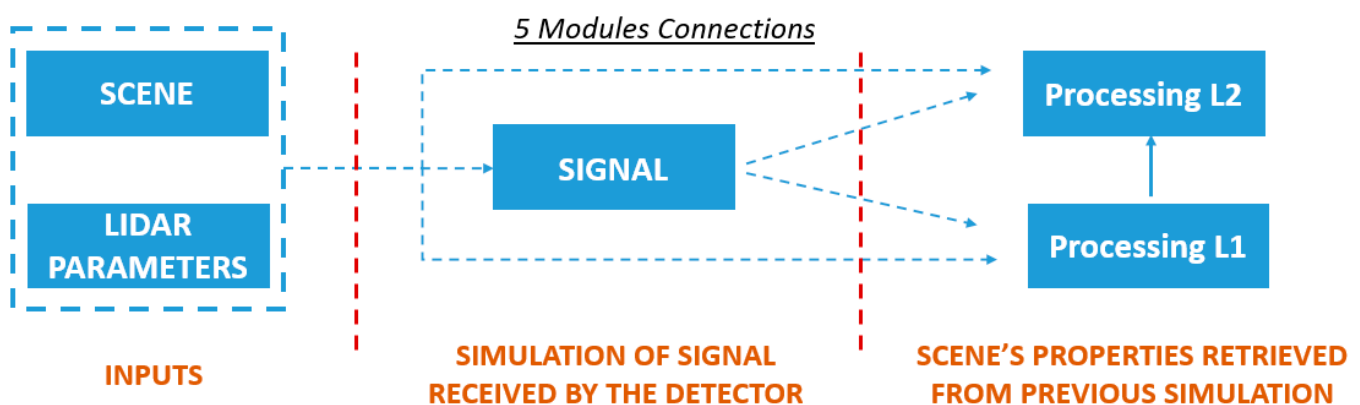 5 Modules Connections
SCENE
LIDAR
PARAMETERS
SIGNAL
Processing L2
Processing L1
INPUTS
SIMULATION OF SIGNAL
RECEIVED BY THE DETECTOR
SCENE’S PROPERTIES RETRIEVED
FROM PREVIOUS SIMULATION